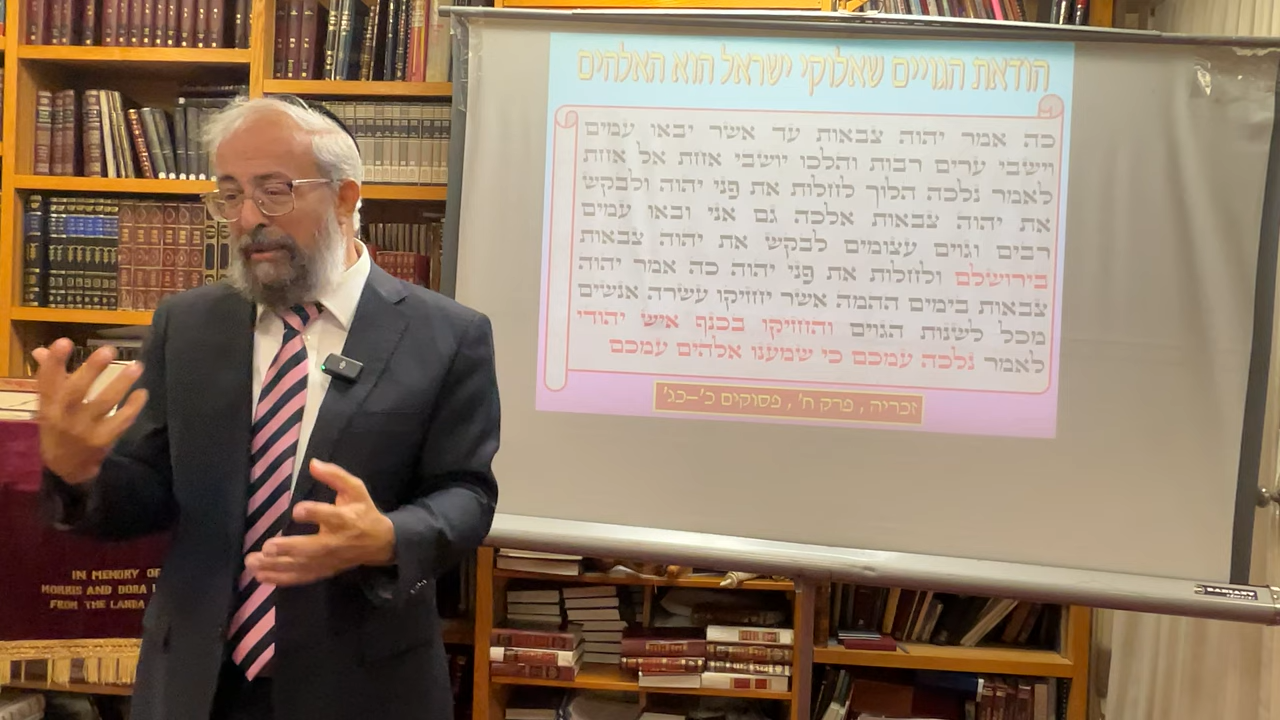 הודאת הגויים שאלוקי ישראל הוא האלהים
כה אמר יהוה צבאות עד אשר יבאו עמים
וישבי ערים רבות והלכו יושבי אחת אל אחת
לאמר נלכה הלוך לחלות את פני יהוה ולבקש
את יהוה צבאות אלכה גם אני ובאו עמים
רבים וגוים עצומים לבקש את יהוה צבאות
בירושלם ולחלות את פני יהוה כה אמר יהוה
צבאות בימים ההמה אשר יחזיקו עשרה אנשים
מכל לשנות הגוים והחזיקו בכנף איש יהודי
לאמר נלכה עמכם כי שמענו אלהים עמכם
זכריה, פרק ח', פסוקים כ'-כג'
IN MEMORY OF
MORRIS AND DORA
FROM THE LANDA